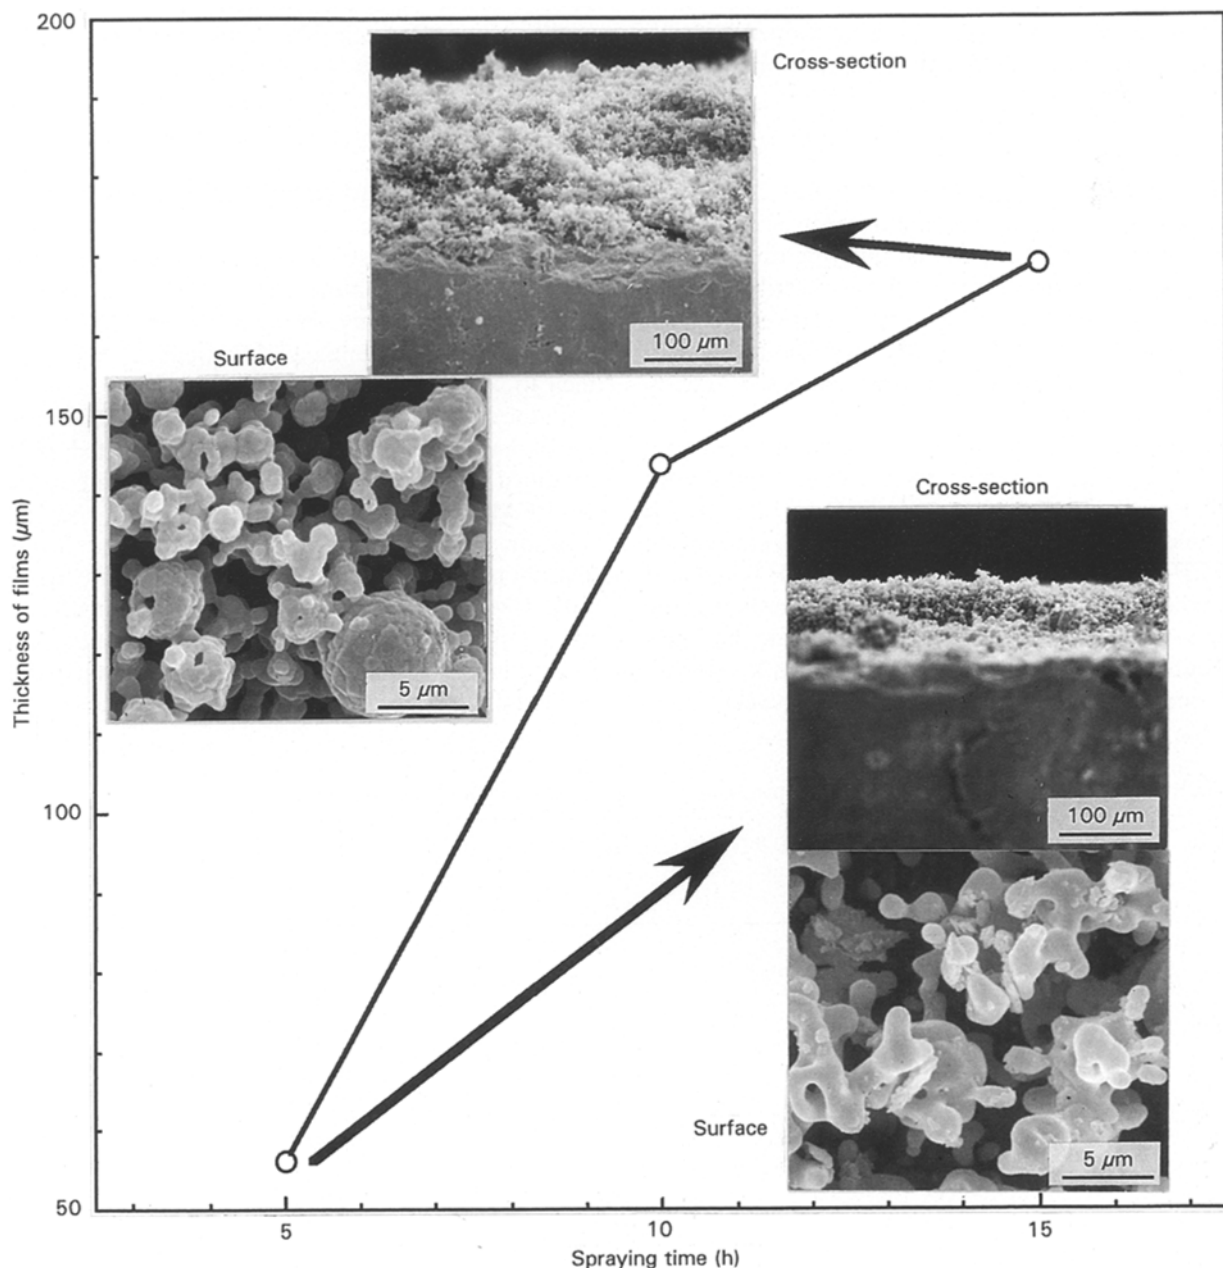 200
Cross-section
100 μm
Surface
150
5 μm
Cross-section
Thickness of films (μm)
100
100 μm
Surface
5 μm
50
5
10
15
Spraying time (h)